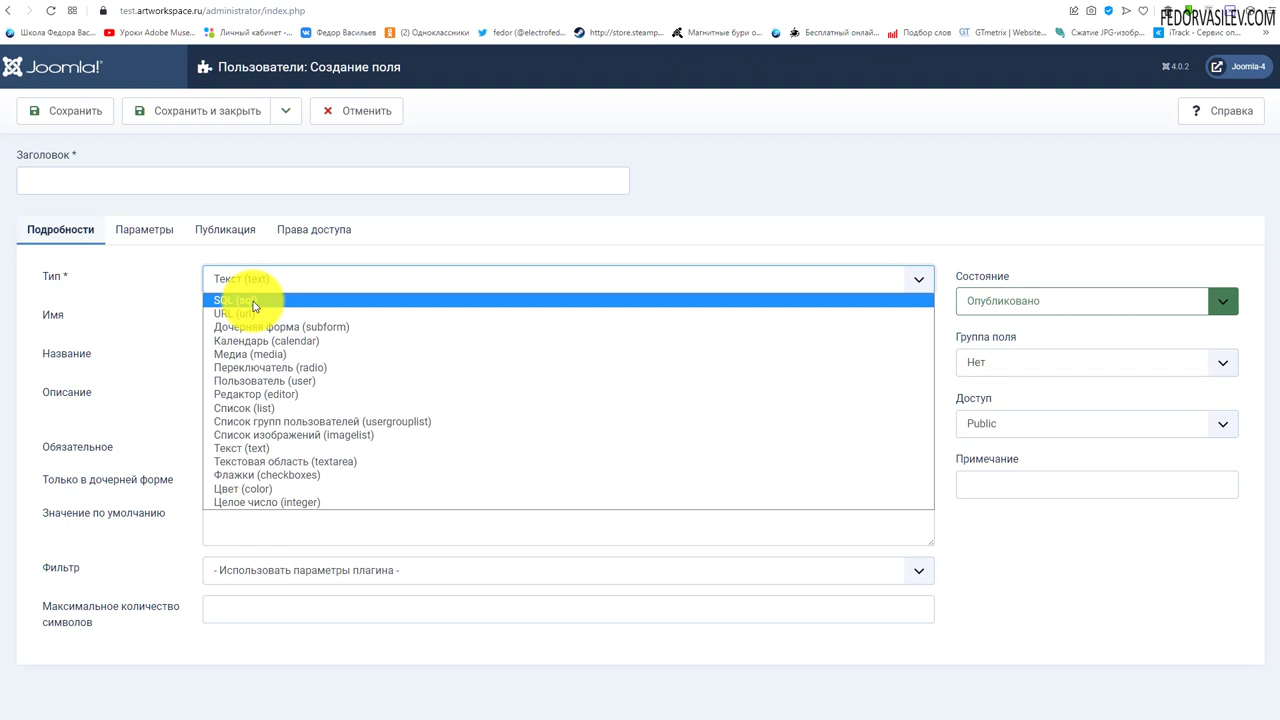 test.artworkspace.ru/administrator/index.php
FEDORVASILEV.COM
Школа Федора Вас...
Уроки Adobe Muse...
Личный кабинет -...
Федор Васильев
(2) Одноклассники
fedor (@electrofed...
http://store.steamp...
Магнитные бури о...
Бесплатный онлай...
Подбор слов
GTmetrix | Website...
Сжатие JPG-изобр...
iTrack - Сервис оп...
Joomla!
Пользователи: Создание поля
4.0.2
Joomla-4
Сохранить
Сохранить и закрыть
Отменить
? Справка
Заголовок *
Подробности
Параметры
Публикация
Права доступа
Тип *
Текст (text)
SQL (sql)
URL (url)
Дочерняя форма (subform)
Календарь (calendar)
Медиа (media)
Переключатель (radio)
Пользователь (user)
Редактор (editor)
Список (list)
Список групп пользователей (usergrouplist)
Список изображений (imagelist)
Текст (text)
Текстовая область (textarea)
Флажки (checkboxes)
Цвет (color)
Целое число (integer)
Имя
Название
Описание
Обязательное
Только в дочерней форме
Значение по умолчанию
Фильтр
- Использовать параметры плагина -
Максимальное количество
символов
Состояние
Опубликовано
Группа поля
Нет
Доступ
Public
Примечание